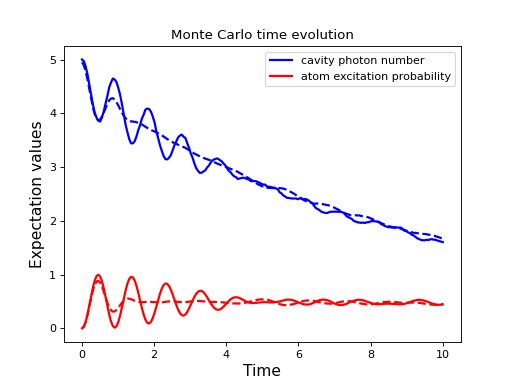 Monte Carlo time evolution
cavity photon number
atom excitation probability
Expectation values
5
4
3
2
1
0
0
2
4
6
8
10
Time